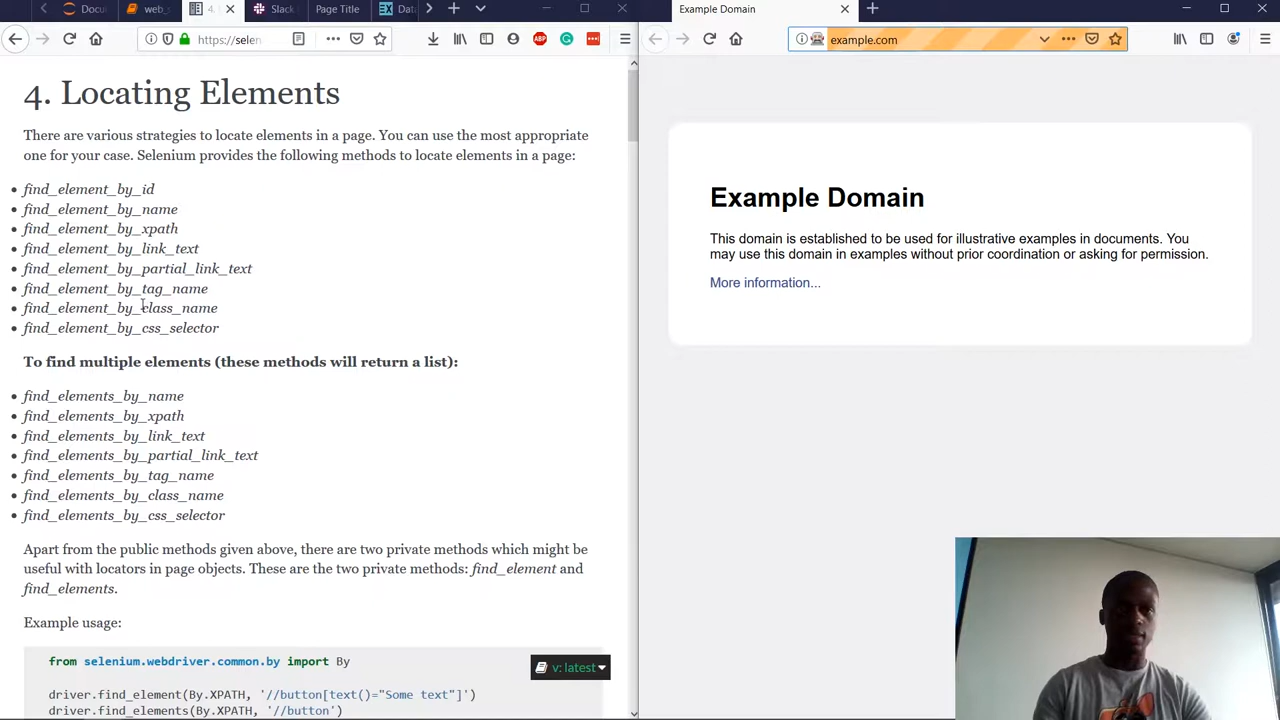 Docu
web_
4.
Slack
Page Title
Data
https://selen
ABP
4. Locating Elements
There are various strategies to locate elements in a page. You can use the most appropriate
one for your case. Selenium provides the following methods to locate elements in a page:
find_element_by_id
find_element_by_name
find_element_by_xpath
find_element_by_link_text
find_element_by_partial_link_text
find_element_by_tag_name
find_element_by_class_name
find_element_by_css_selector
To find multiple elements (these methods will return a list):
find_elements_by_name
find_elements_by_xpath
find_elements_by_link_text
find_elements_by_partial_link_text
find_elements_by_tag_name
find_elements_by_class_name
find_elements_by_css_selector
Apart from the public methods given above, there are two private methods which might be
useful with locators in page objects. These are the two private methods: find_element and
find_elements.
Example usage:
from selenium.webdriver.common.by import By
driver.find_element(By.XPATH, '//button[text()="Some text"]')
driver.find_elements(By.XPATH, '//button')
v: latest
Example Domain
example.com
Example Domain
This domain is established to be used for illustrative examples in documents. You
may use this domain in examples without prior coordination or asking for permission.
More information...